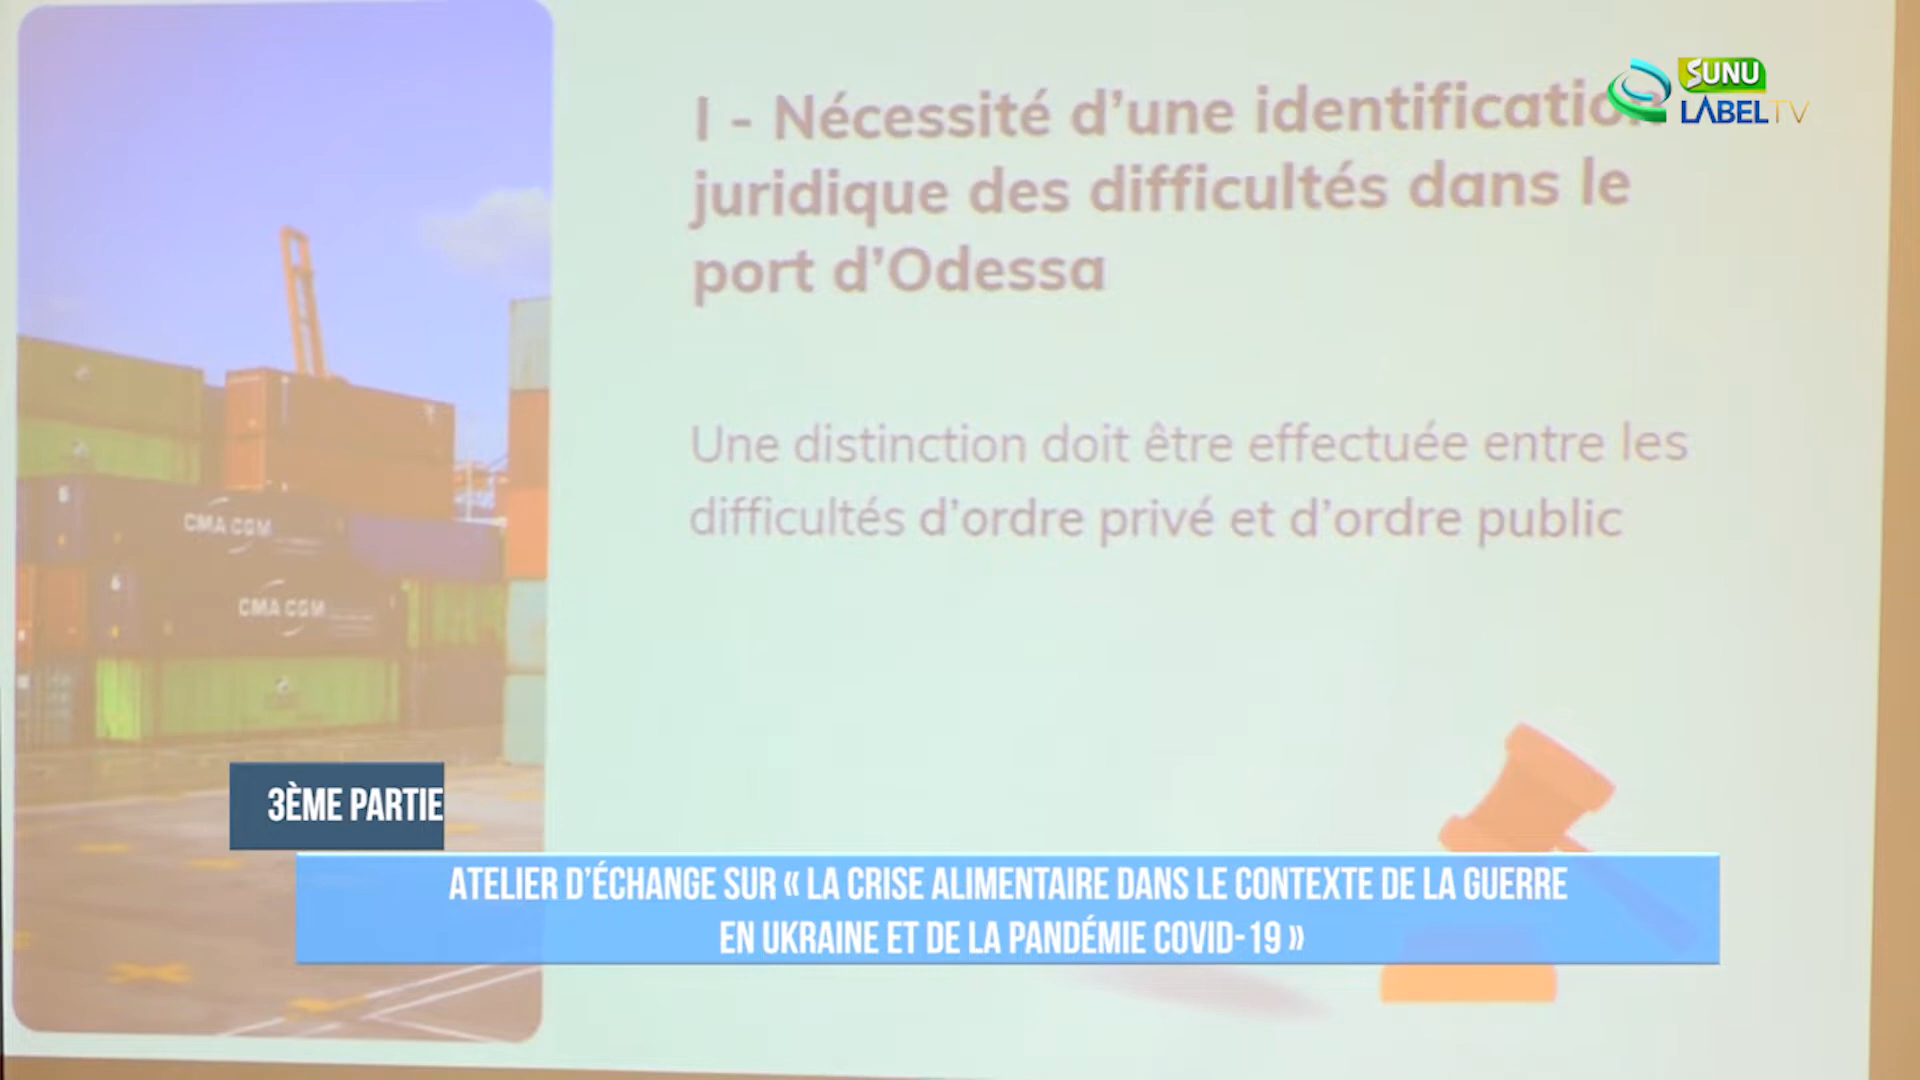 SUNU
LABEL TV
I - Nécessité d'une identification
juridique des difficultés dans le
port d'Odessa
Une distinction doit être effectuée entre les
difficultés d'ordre privé et d'ordre public
CMA CGM
CMA CGM
3ÈME PARTIE
ATELIER D'ÉCHANGE SUR « LA CRISE ALIMENTAIRE DANS LE CONTEXTE DE LA GUERRE
EN UKRAINE ET DE LA PANDÉMIE COVID-19 »